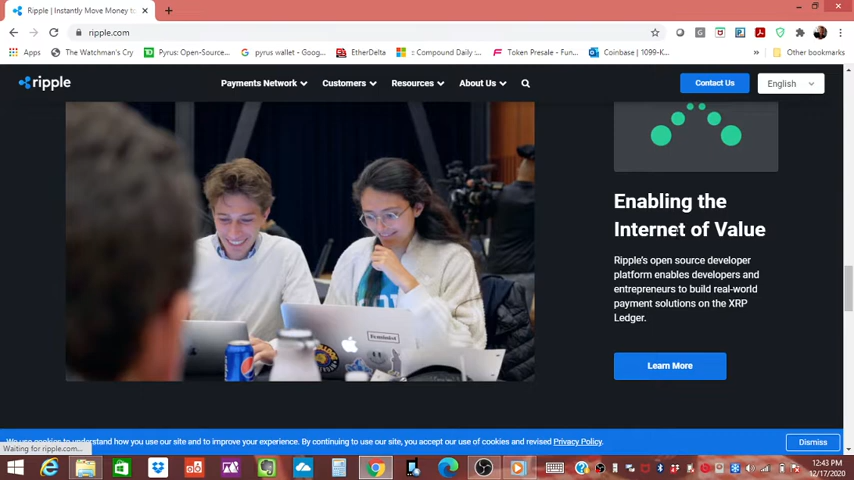 Ripple | Instantly Move Money to
ripple.com
Apps
The Watchman's Cry
Pyrus: Open-Source...
pyrus wallet - Goog...
EtherDelta
:: Compound Daily :...
Token Presale - Fun...
Coinbase | 1099-K...
»
Other bookmarks
ripple
Payments Network
Customers
Resources
About Us
Contact Us
English
Enabling the
Internet of Value
Ripple's open source developer
platform enables developers and
entrepreneurs to build real-world
payment solutions on the XRP
Ledger.
Learn More
We use cookies to understand how you use our site and to improve your experience. By continuing to use our site, you accept our use of cookies and revised Privacy Policy.
Dismiss
Waiting for ripple.com...
12:43 PM
12/17/2020